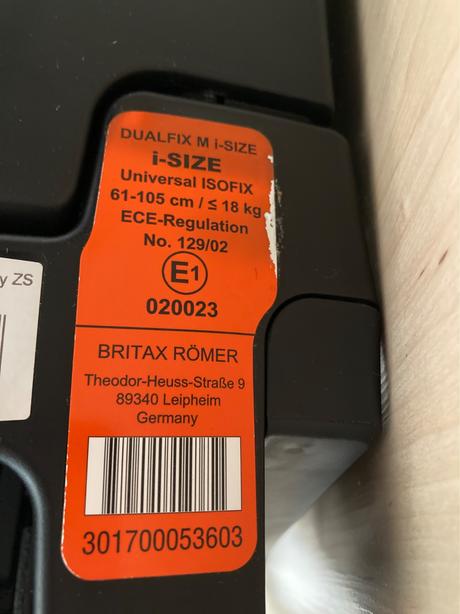 DUALFIX M i-SIZE
i-SIZE
Universal ISOFIX
61-105 cm / ≤ 18 kg
ECE-Regulation
No. 129/02
E1
020023
BRITAX RÖMER
Theodor-Heuss-Straße 9
89340 Leipheim
Germany
301700053603
y ZS